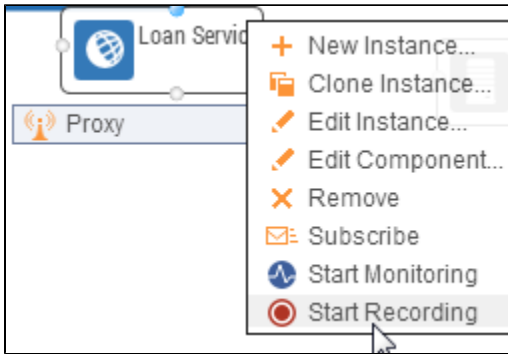 Loan Servic
New Instance...
Clone Instance...
Proxy
Edit Instance...
Edit Component...
Remove
Subscribe
Start Monitoring
Start Recording